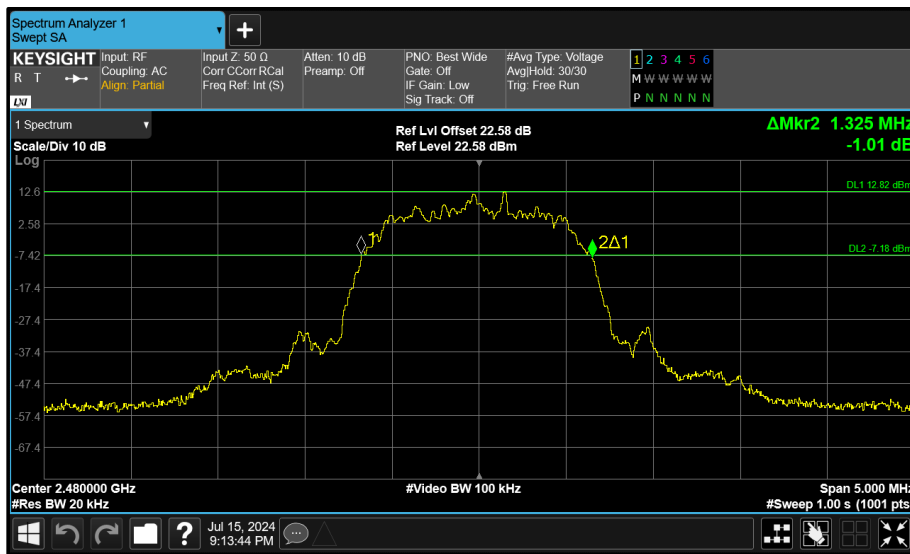 Spectrum Analyzer 1
Swept SA
KEYSIGHT
R T
LXI
Input: RF
Coupling: AC
Align: Partial
Input Z: 50 Ω
Corr CCorr RCal
Freq Ref: Int (S)
Atten: 10 dB
Preamp: Off
PNO: Best Wide
Gate: Off
IF Gain: Low
Sig Track: Off
#Avg Type: Voltage
Avg|Hold: 30/30
Trig: Free Run
1 2 3 4 5 6
M W W W W W
P N N N N N
1 Spectrum
Scale/Div 10 dB
Log
Ref Lvl Offset 22.58 dB
Ref Level 22.58 dBm
ΔMkr2 1.325 MHz
-1.01 dB
12.6
DL1 12.82 dBm
2.58
1
2Δ1
DL2 -7.18 dBm
-7.42
-17.4
-27.4
-37.4
-47.4
-57.4
-67.4
Center 2.480000 GHz
#Video BW 100 kHz
Span 5.000 MHz
#Res BW 20 kHz
#Sweep 1.00 s (1001 pts
?
Jul 15, 2024
9:13:44 PM